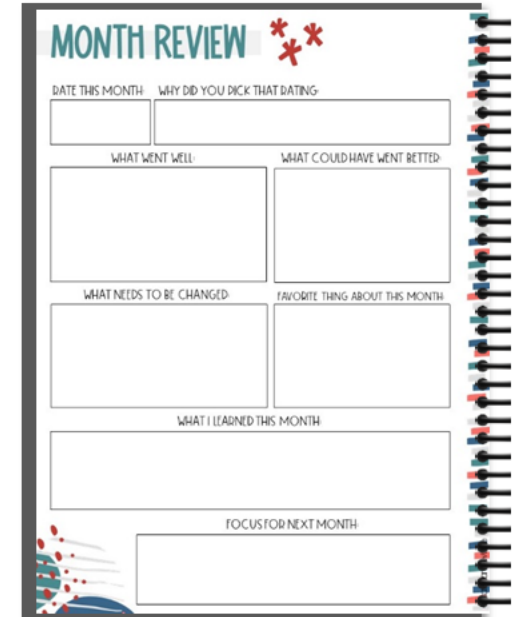 MONTH REVIEW
RATE THIS MONTH: WHY DID YOU PICK THAT RATING:
WHAT WENT WELL: WHAT COULD HAVE WENT BETTER:
WHAT NEEDS TO BE CHANGED: FAVORITE THING ABOUT THIS MONTH:
WHAT I LEARNED THIS MONTH:
FOCUS FOR NEXT MONTH: